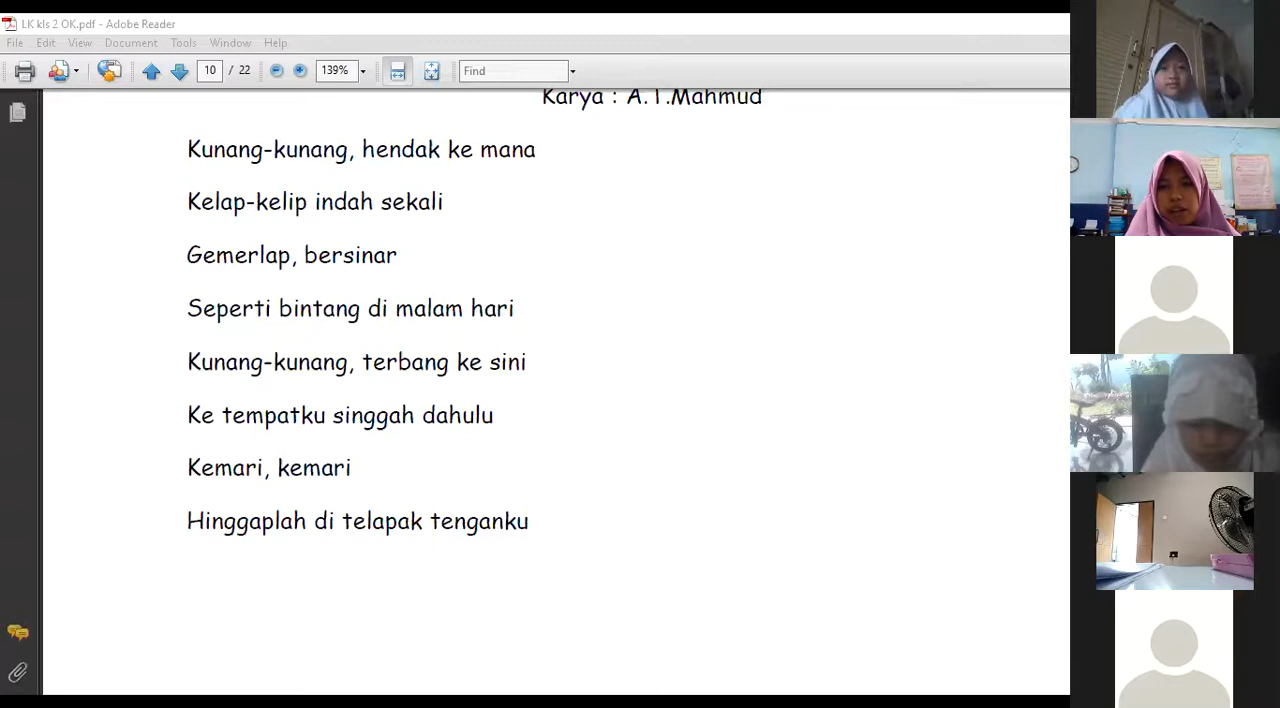 LK kls 2 OK.pdf - Adobe Reader
File Edit View Document Tools Window Help
10 / 22 139% Find
Karya : A.T.Mahmud
Kunang-kunang, hendak ke mana
Kelap-kelip indah sekali
Gemerlap, bersinar
Seperti bintang di malam hari
Kunang-kunang, terbang ke sini
Ke tempatku singgah dahulu
Kemari, kemari
Hinggaplah di telapak tenganku